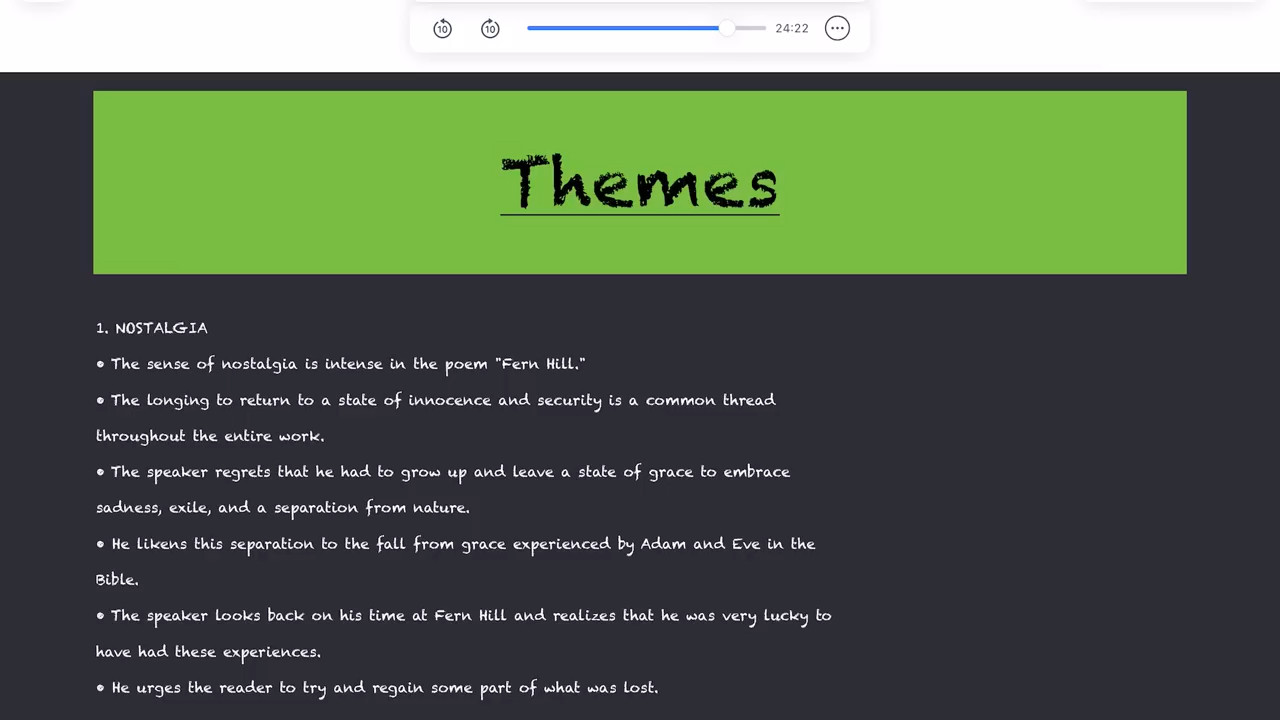 10 10 24:22
Themes
1. NOSTALGIA
• The sense of nostalgia is intense in the poem "Fern Hill."
• The longing to return to a state of innocence and security is a common thread
throughout the entire work.
• The speaker regrets that he had to grow up and leave a state of grace to embrace
sadness, exile, and a separation from nature.
• He likens this separation to the fall from grace experienced by Adam and Eve in the
Bible.
• The speaker looks back on his time at Fern Hill and realizes that he was very lucky to
have had these experiences.
• He urges the reader to try and regain some part of what was lost.